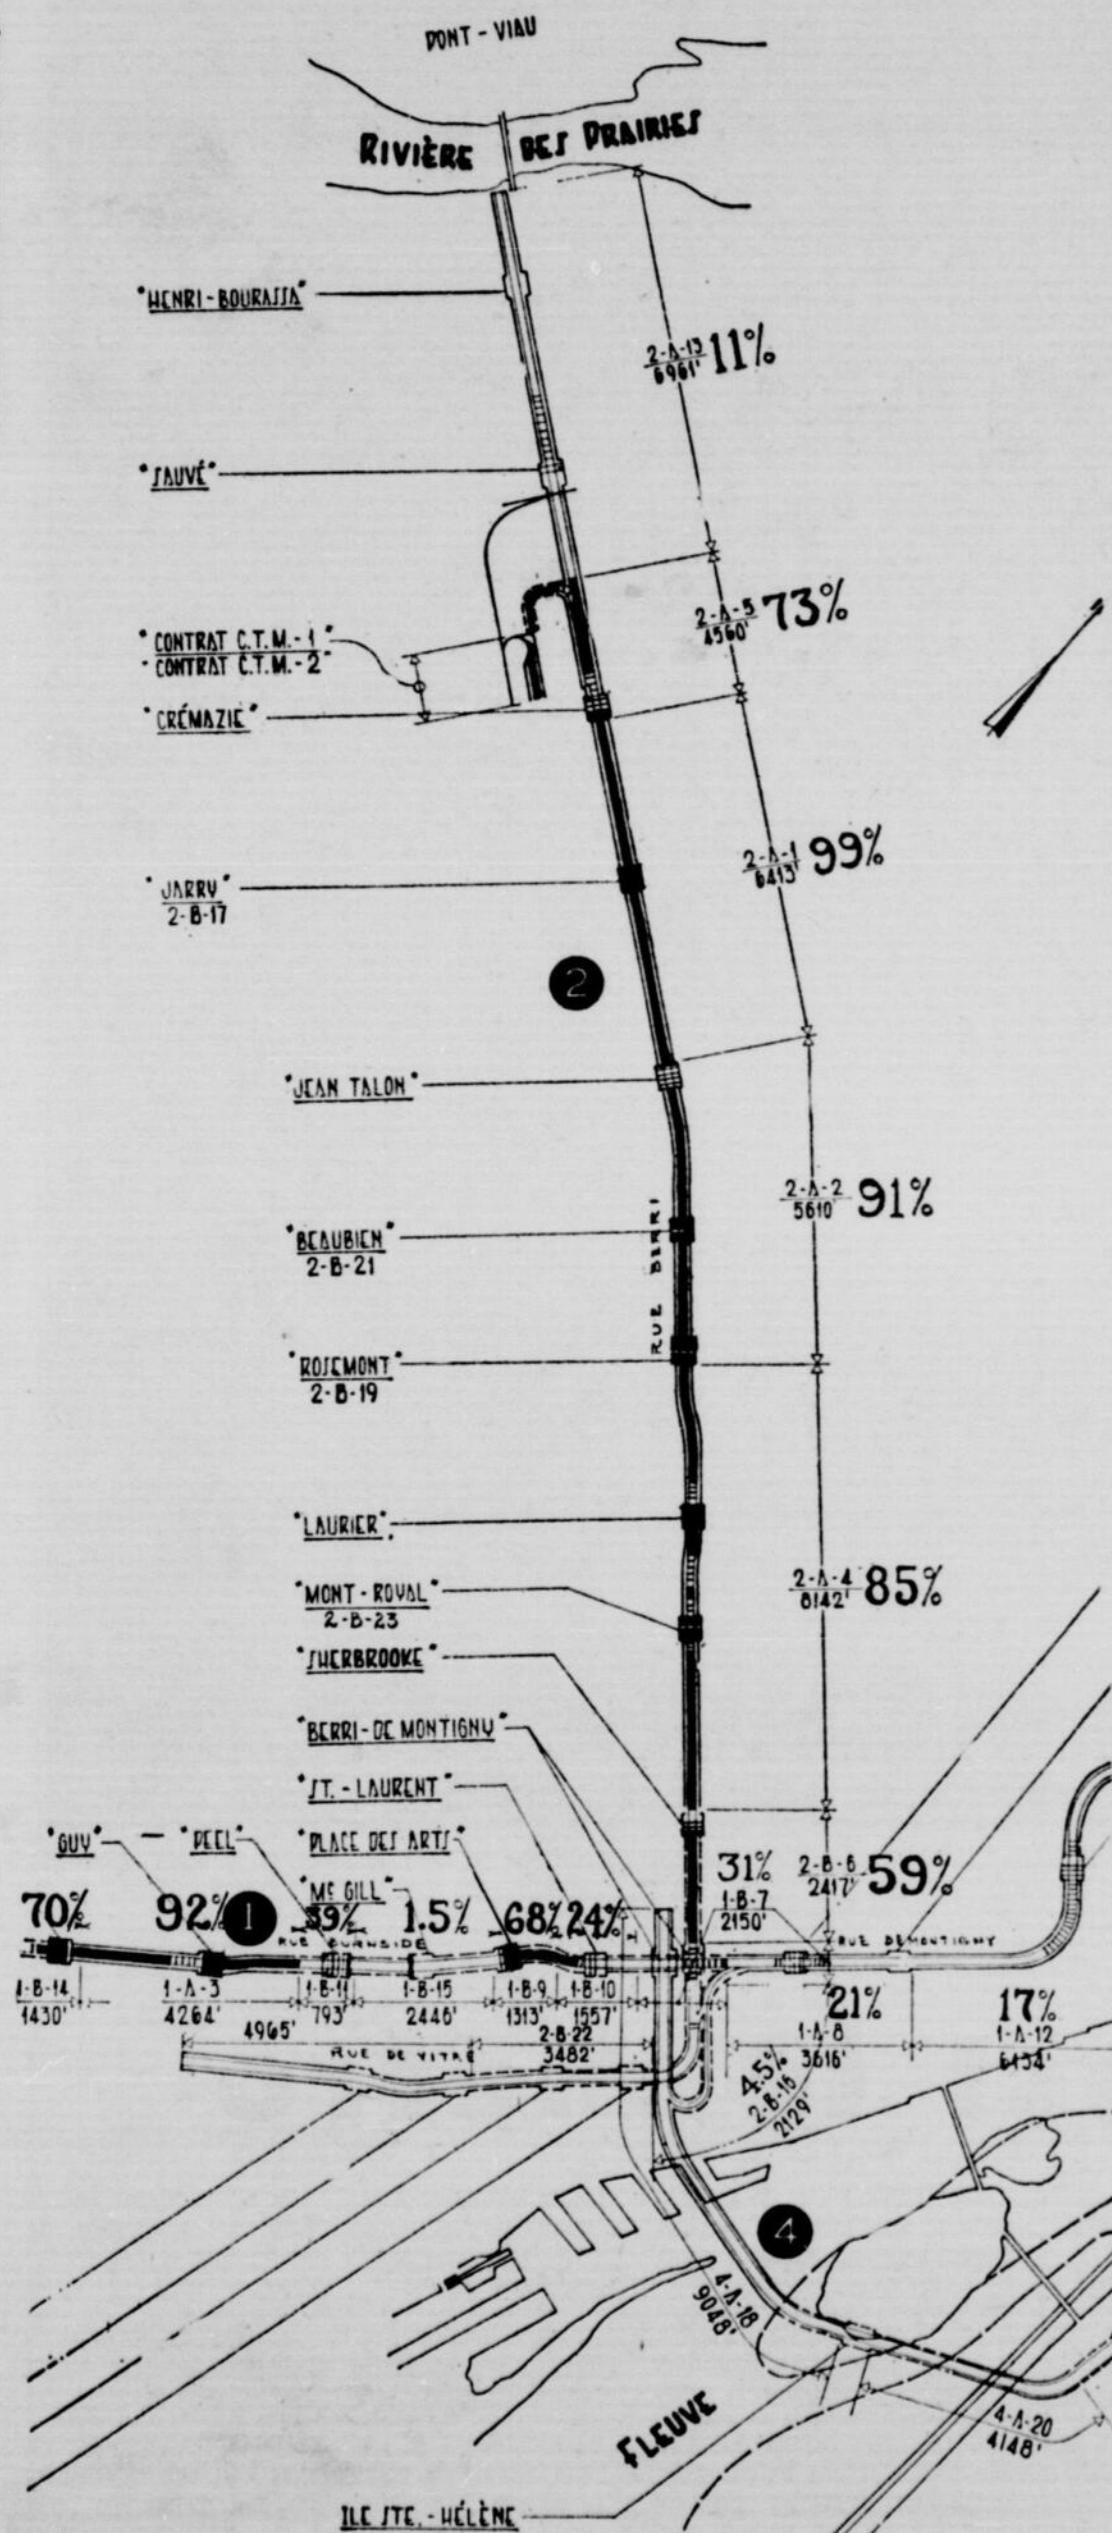 PONT - VIAU
RIVIÈRE DES PRAIRIES
"HENRI - BOURASSA"
2-A-13 11%
6961'
"SAUVÉ"
2-A-5 73%
4560'
"CONTRAT C.T.M. - 1"
"CONTRAT C.T.M. - 2"
"CRÉMAZIE"
2-A-1 99%
6413'
"JARRY"
2-B-17
2
"JEAN TALON"
2-A-2 91%
5610'
RUE BERRI
"BEAUBIEN"
2-B-21
"ROSEMONT"
2-B-19
"LAURIER"
2-A-4 85%
8142'
"MONT - ROYAL"
2-B-23
"SHERBROOKE"
"BERRI - DE MONTIGNY"
"ST. - LAURENT"
"GUY" — "PEEL" "PLACE DES ARTS"
31% 2-B-6 59%
1-B-7 2417'
2150'
"Mc GILL"
70% 92% 1 39% 1.5% 68% 24%
RUE BURNSIDE RUE DEMONTIGNY
1-B-14 1-A-3 1-B-11 1-B-15 1-B-9 1-B-10
1430' 4264' 793' 2446' 1313' 1557'
21% 17%
1-A-8 1-A-12
3616' 6134'
4965' 2-B-22
3482'
RUE DE VITRÉ
4.5%
2-B-16
2129'
4
4-A-18
9048'
FLEUVE
4-A-20
4148'
ILE STE. - HÉLÈNE